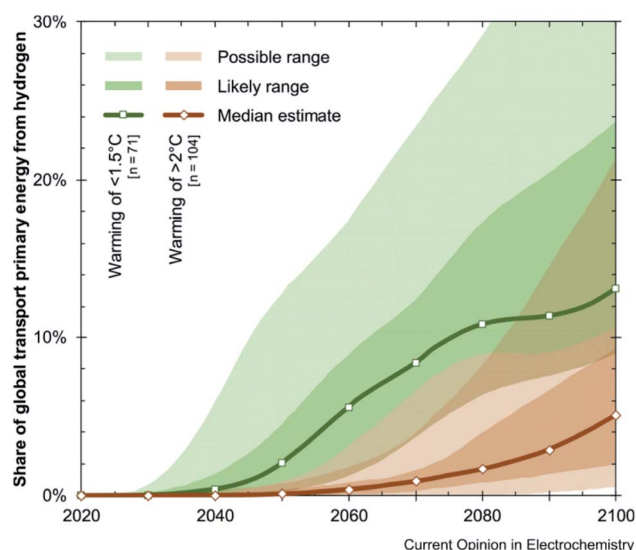 30%
20%
10%
0%
Share of global transport primary energy from hydrogen
Possible range
Likely range
Median estimate
Warming of <1.5°C
[n = 71]
Warming of >2°C
[n = 104]
2020
2040
2060
2080
2100
Current Opinion in Electrochemistry